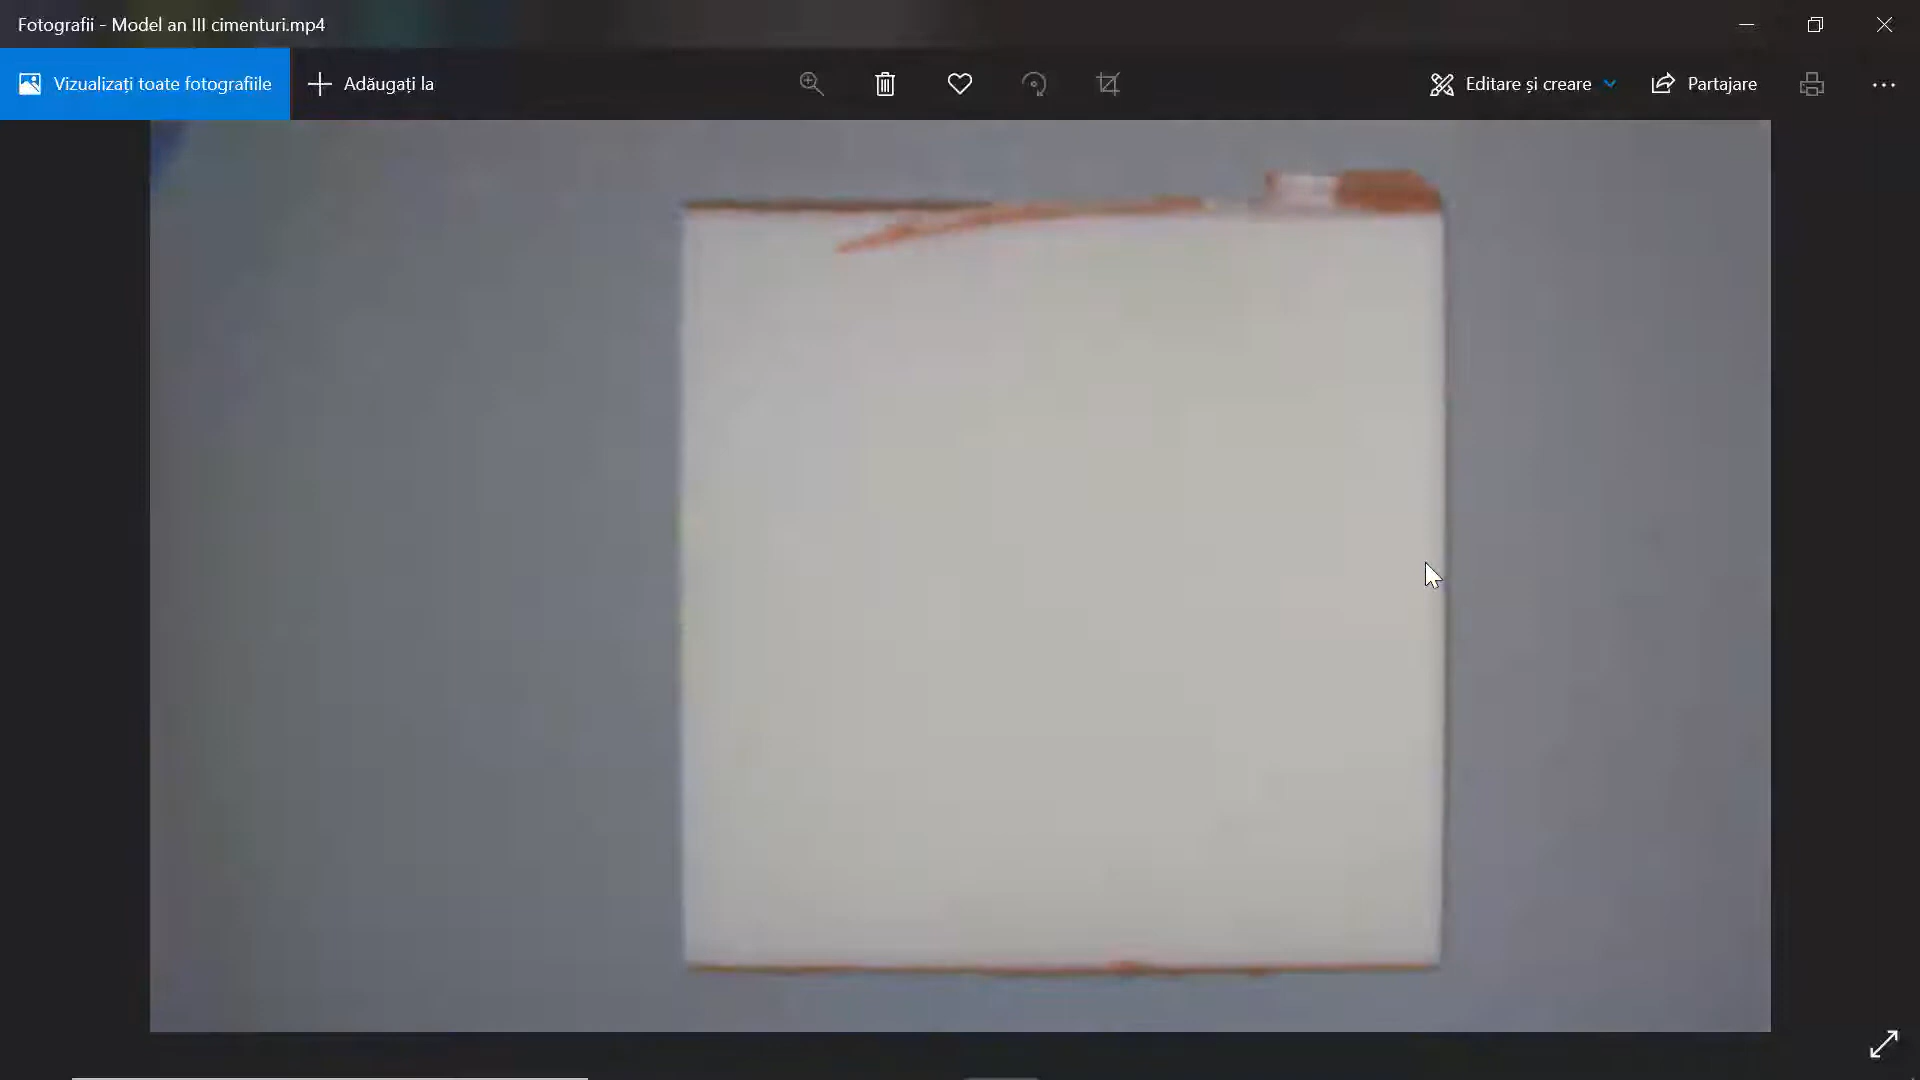 Fotografii - Model an III cimenturi.mp4
Vizualizați toate fotografiile
Adăugați la
Editare și creare
Partajare